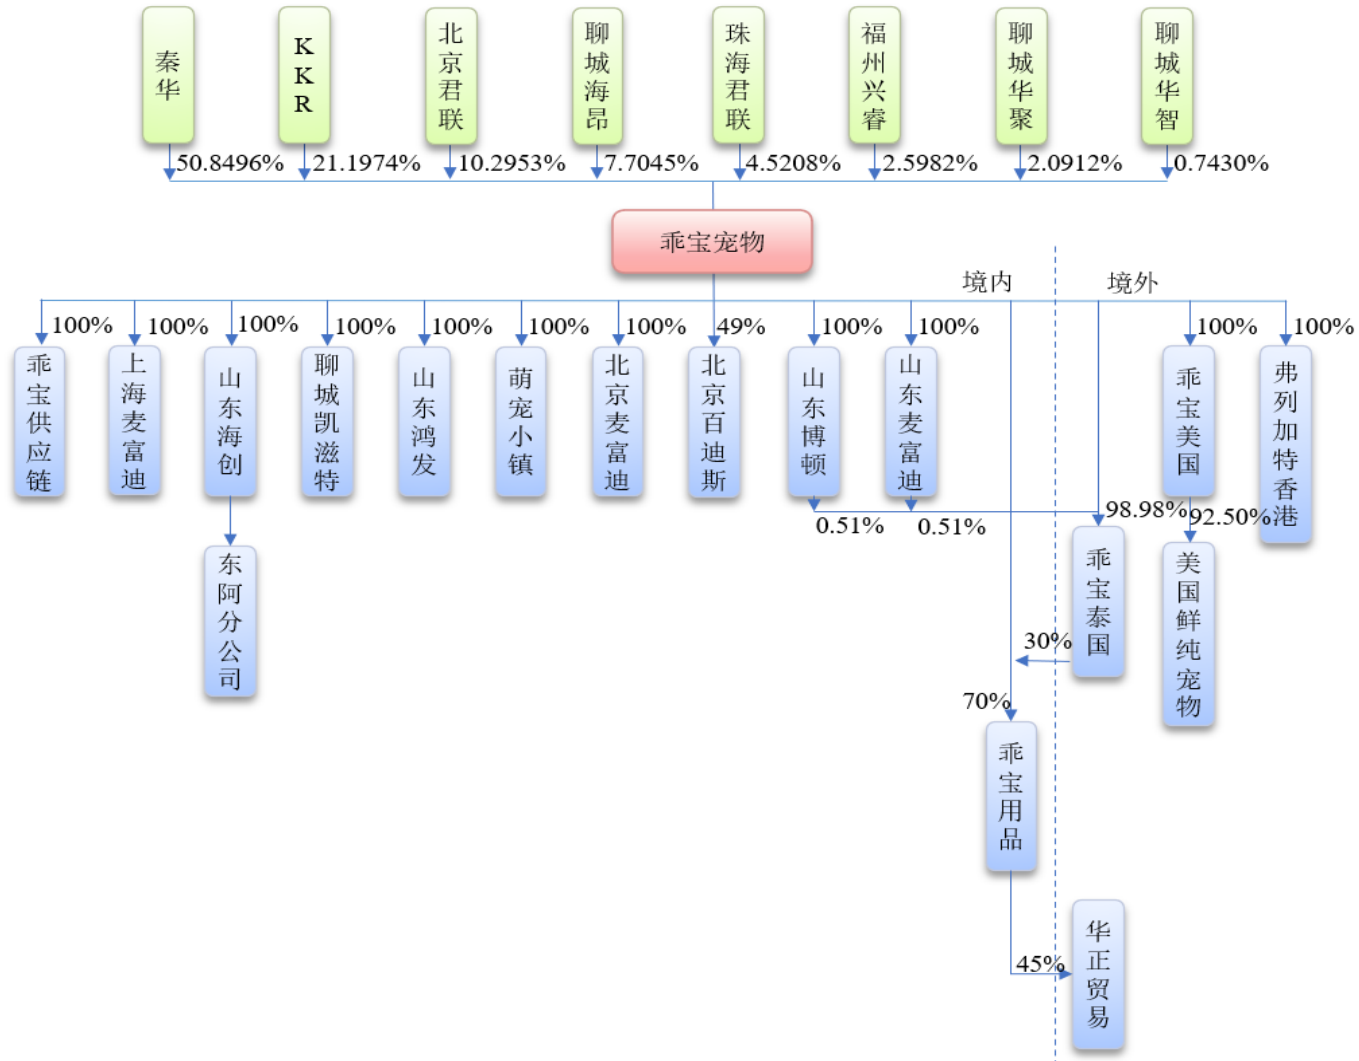 秦华
KKR
北京君联
聊城海昂
珠海君联
福州兴睿
聊城华聚
聊城华智
50.8496%
21.1974%
10.2953%
7.7045%
4.5208%
2.5982%
2.0912%
0.7430%
乖宝宠物
境内
境外
100%
100%
100%
100%
100%
100%
100%
49%
100%
100%
100%
100%
乖宝供应链
上海麦富迪
山东海创
聊城凯滋特
山东鸿发
萌宠小镇
北京麦富迪
北京百迪斯
山东博顿
山东麦富迪
乖宝美国
弗列加特香港
0.51%
0.51%
98.98%
92.50%
东阿分公司
乖宝泰国
美国鲜纯宠物
30%
70%
乖宝用品
45%
华正贸易